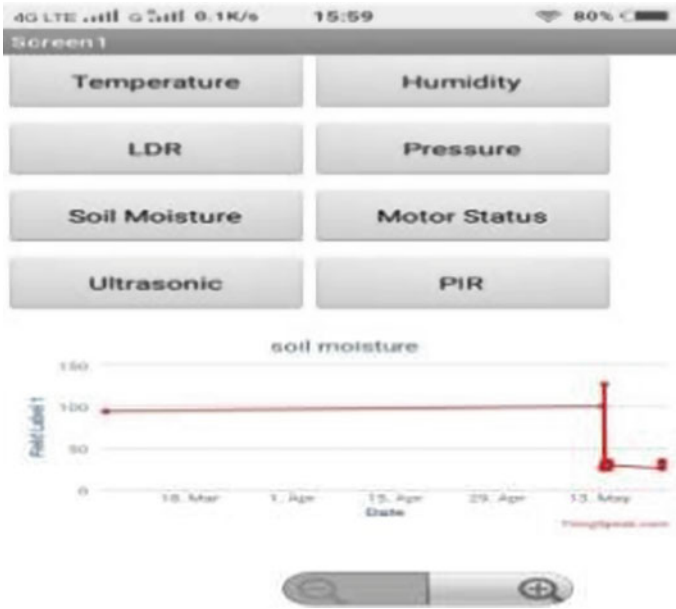 4G LTE G 0.1K/s 15:59 80%
Screen1
Temperature Humidity
LDR Pressure
Soil Moisture Motor Status
Ultrasonic PIR
soil moisture
150
100
50
0
Field Label 1
18. Mar 1. Apr 15. Apr 29. Apr 13. May
Date
ThingSpeak.com